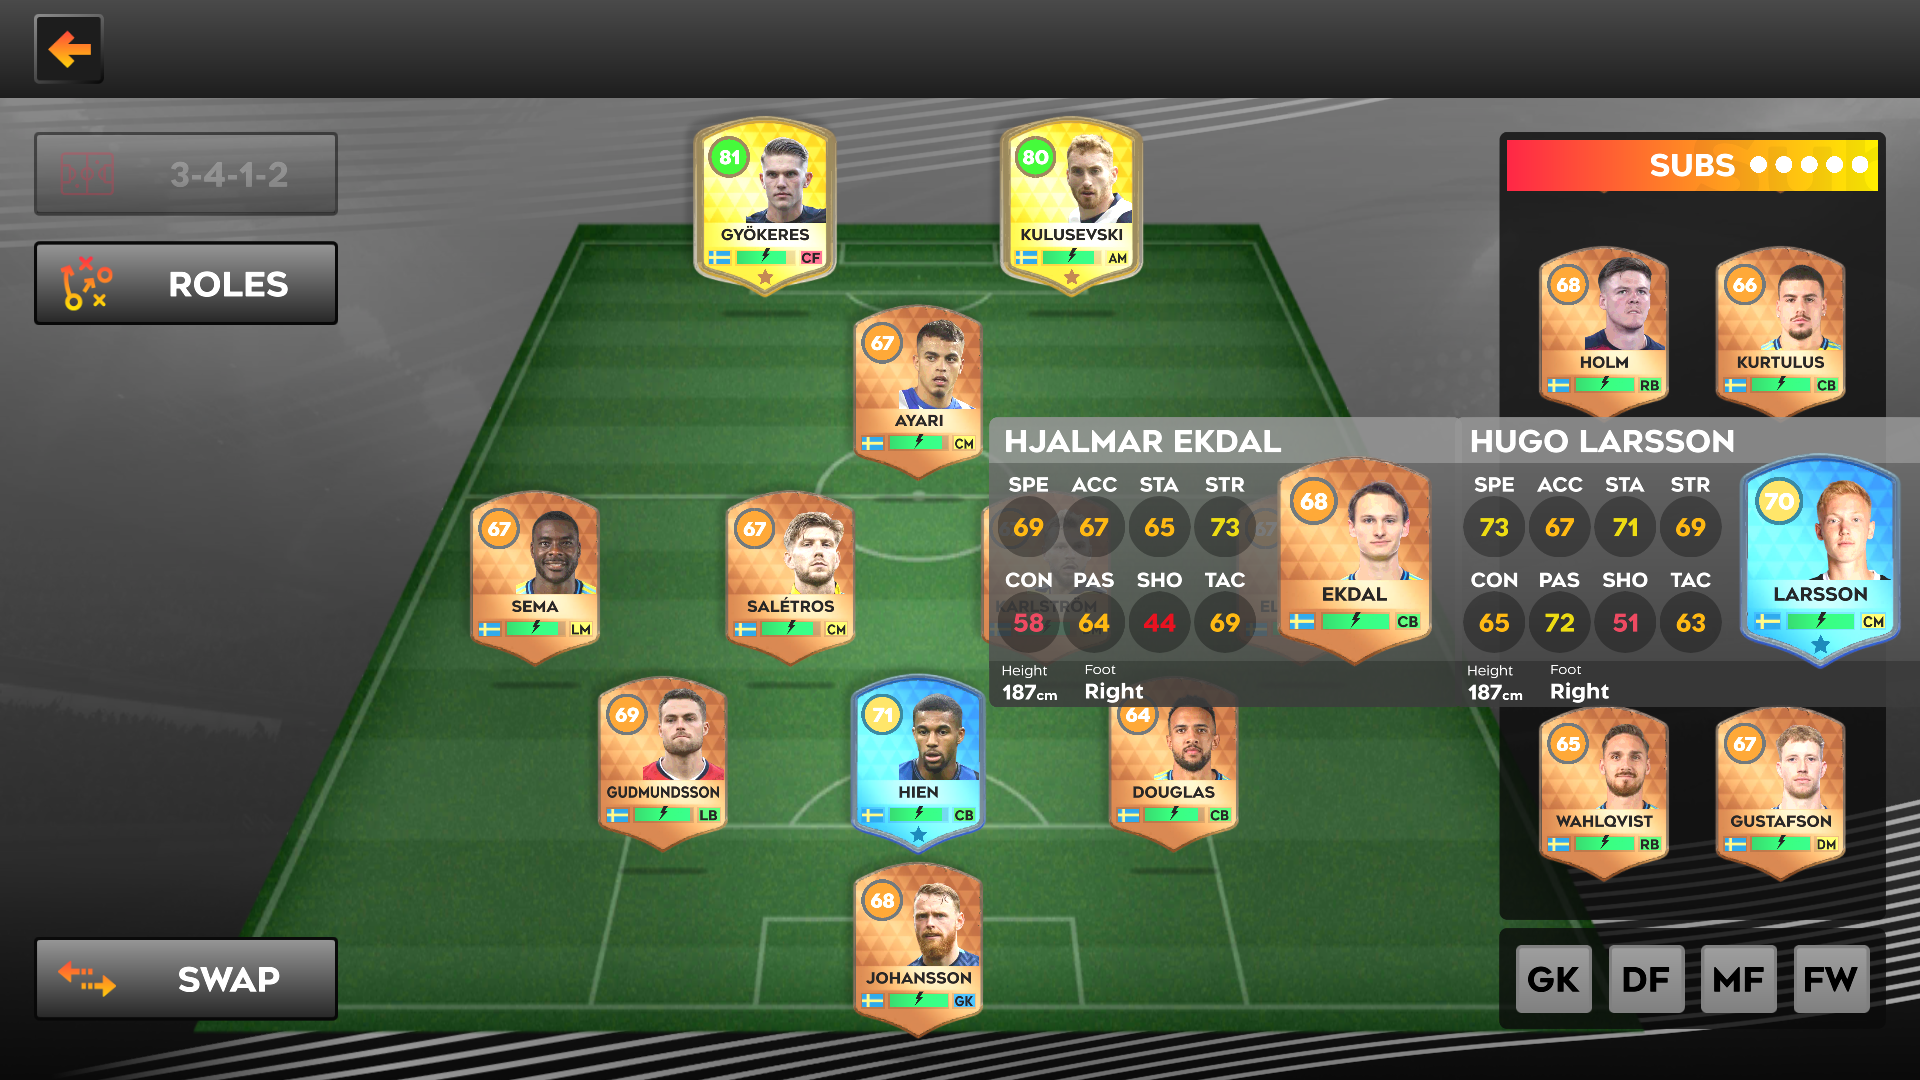 3-4-1-2
ROLES
SWAP
81
GYÖKERES
CF
80
KULUSEVSKI
AM
67
AYARI
CM
67
SEMA
LM
67
SALÉTROS
CM
KARLSTRÖM
67
EL
69
GUDMUNDSSON
LB
71
HIEN
CB
64
DOUGLAS
CB
68
JOHANSSON
GK
HJALMAR EKDAL
SPE ACC STA STR
69 67 65 73
CON PAS SHO TAC
58 64 44 69
Height Foot
187cm Right
68
EKDAL
CB
HUGO LARSSON
SPE ACC STA STR
73 67 71 69
CON PAS SHO TAC
65 72 51 63
Height Foot
187cm Right
70
LARSSON
CM
SUBS
68
HOLM
RB
66
KURTULUS
CB
65
WAHLQVIST
RB
67
GUSTAFSON
DM
GK DF MF FW